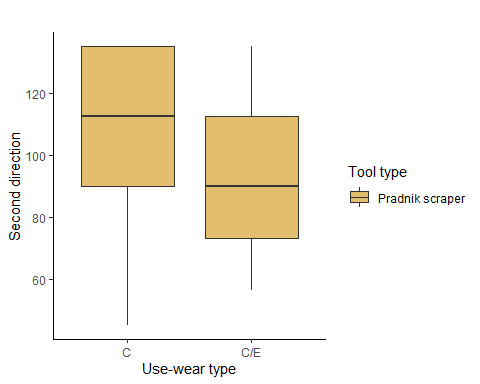 Second direction
120
100
80
60
C
C/E
Use-wear type
Tool type
Pradnik scraper